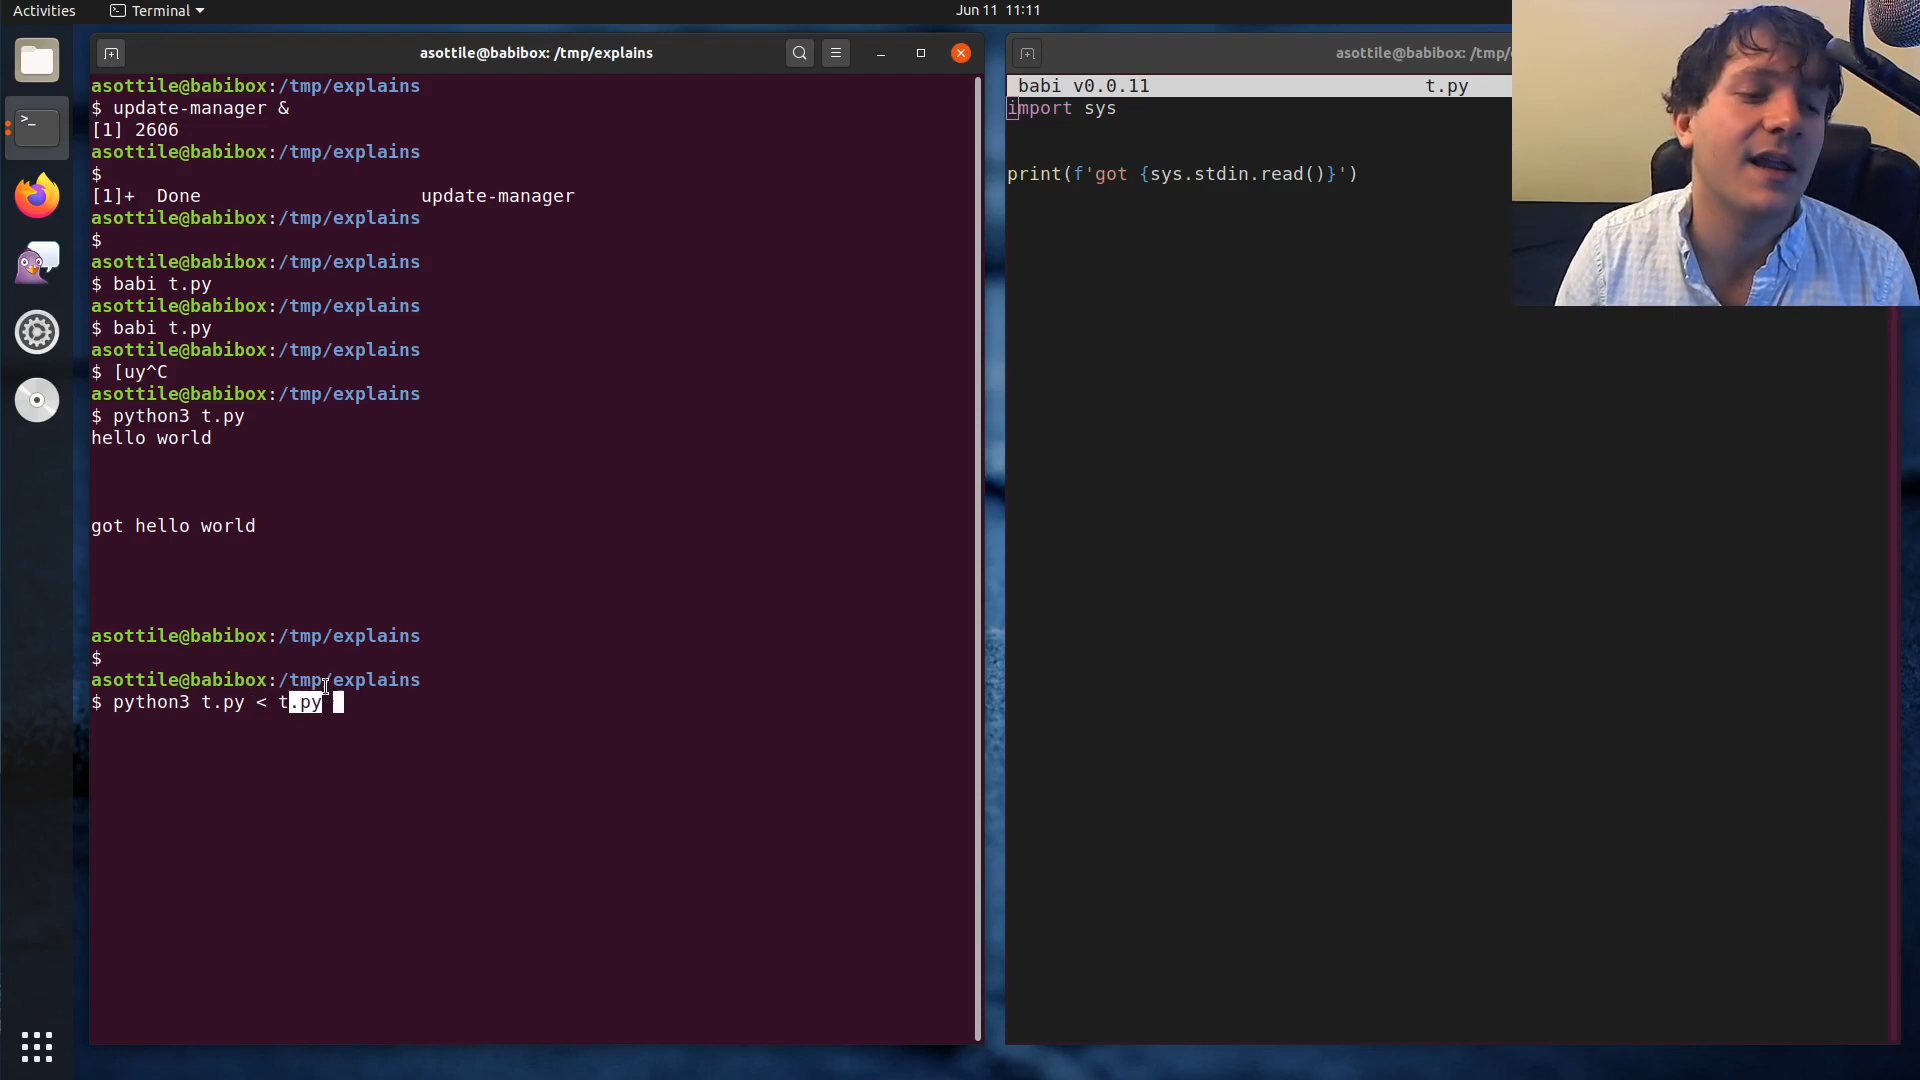 Activities
Terminal
Jun 11 11:11
asottile@babibox: /tmp/explains
asottile@babibox:/tmp/explains
$ update-manager &
[1] 2606
asottile@babibox:/tmp/explains
$
[1]+  Done                    update-manager
asottile@babibox:/tmp/explains
$
asottile@babibox:/tmp/explains
$ babi t.py
asottile@babibox:/tmp/explains
$ babi t.py
asottile@babibox:/tmp/explains
$ [uy^C
asottile@babibox:/tmp/explains
$ python3 t.py
hello world
got hello world
asottile@babibox:/tmp/explains
$
asottile@babibox:/tmp/explains
$ python3 t.py < t.py
asottile@babibox: /tmp/
babi v0.0.11
t.py
import sys
print(f'got {sys.stdin.read()}')